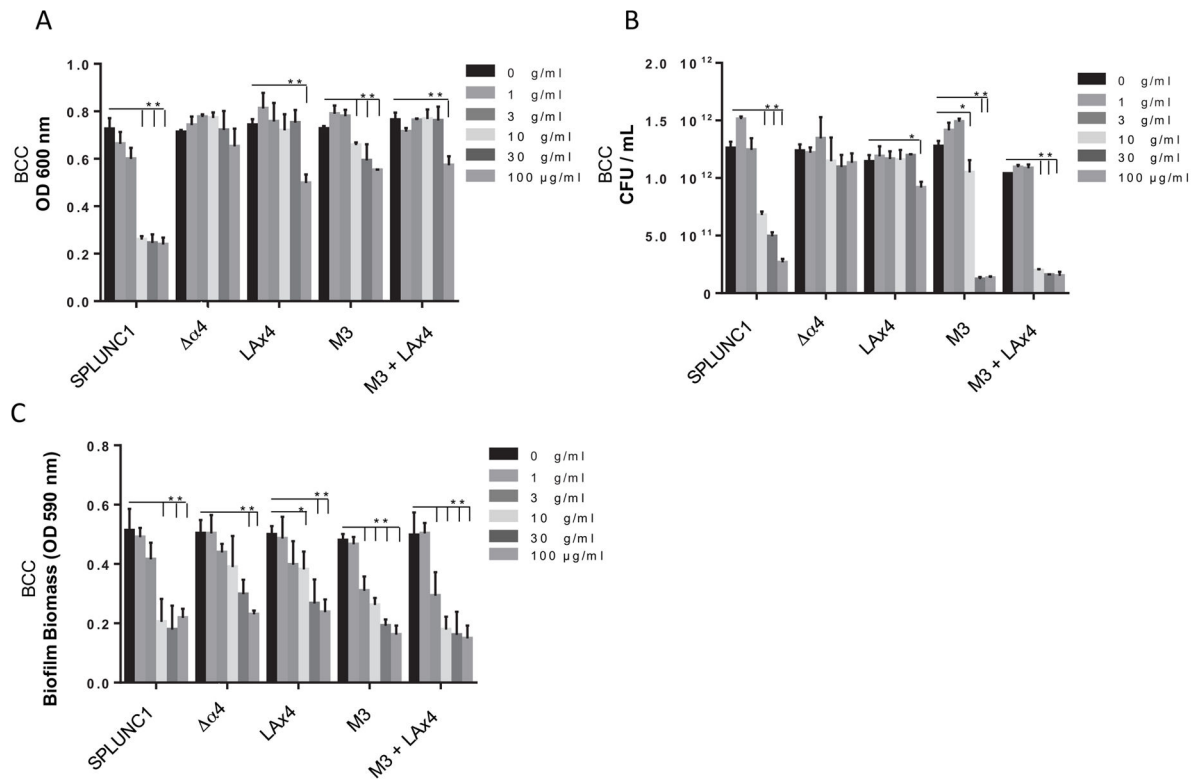 A
BCC
OD 600 nm
1.0
0.8
0.6
0.4
0.2
0.0
**
**
**
**
SPLUNC1
Δα4
LAx4
M3
M3 + LAx4
0 g/ml
1 g/ml
3 g/ml
10 g/ml
30 g/ml
100 µg/ml
B
BCC
CFU / mL
2.0 10 12
1.5 10 12
1.0 10 12
5.0 10 11
0
**
*
**
*
**
SPLUNC1
Δα4
LAx4
M3
M3 + LAx4
0 g/ml
1 g/ml
3 g/ml
10 g/ml
30 g/ml
100 µg/ml
C
BCC
Biofilm Biomass (OD 590 nm)
0.8
0.6
0.4
0.2
0.0
**
**
**
*
**
**
SPLUNC1
Δα4
LAx4
M3
M3 + LAx4
0 g/ml
1 g/ml
3 g/ml
10 g/ml
30 g/ml
100 µg/ml